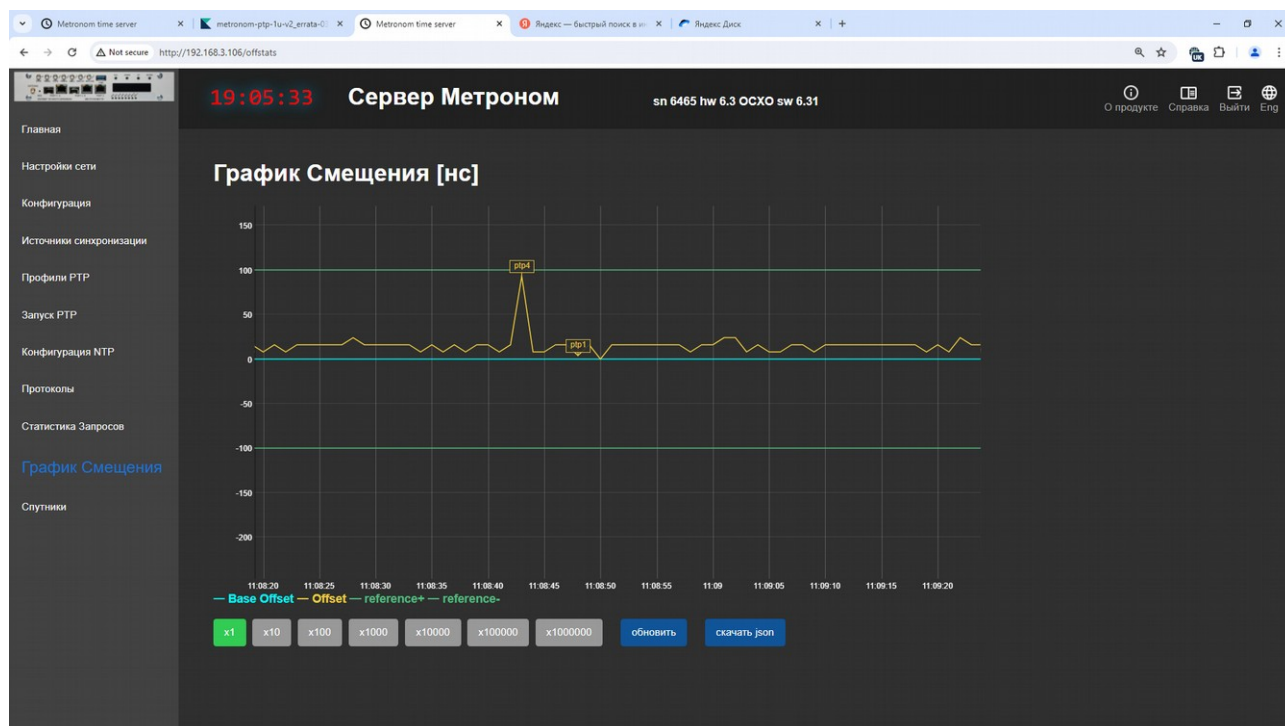 Metronom time server
metronom-ptp-1u-v2_errata-0
Metronom time server
Яндекс — быстрый поиск в ин
Яндекс Диск
Not secure http://192.168.3.106/offstats
19:05:33
Сервер Метроном
sn 6465 hw 6.3 OCXO sw 6.31
О продукте
Справка
Выйти
Eng
Главная
Настройки сети
Конфигурация
Источники синхронизации
Профили PTP
Запуск PTP
Конфигурация NTP
Протоколы
Статистика Запросов
График Смещения
Спутники
График Смещения [нс]
150
100
50
0
-50
-100
-150
-200
ptp4
ptp1
11:08:20 11:08:25 11:08:30 11:08:35 11:08:40 11:08:45 11:08:50 11:08:55 11:09 11:09:05 11:09:10 11:09:15 11:09:20
— Base Offset — Offset — reference+ — reference-
x1 x10 x100 x1000 x10000 x100000 x1000000 обновить скачать json